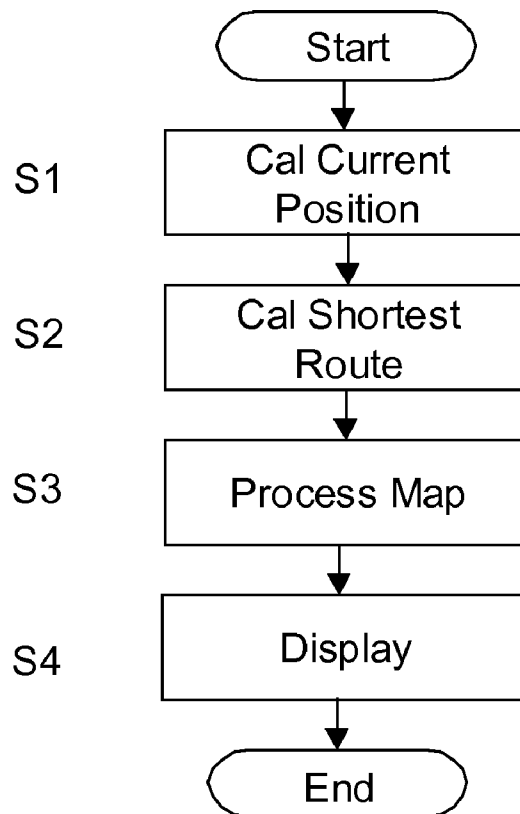 Start
S1
Cal Current
Position
S2
Cal Shortest
Route
S3
Process Map
S4
Display
End